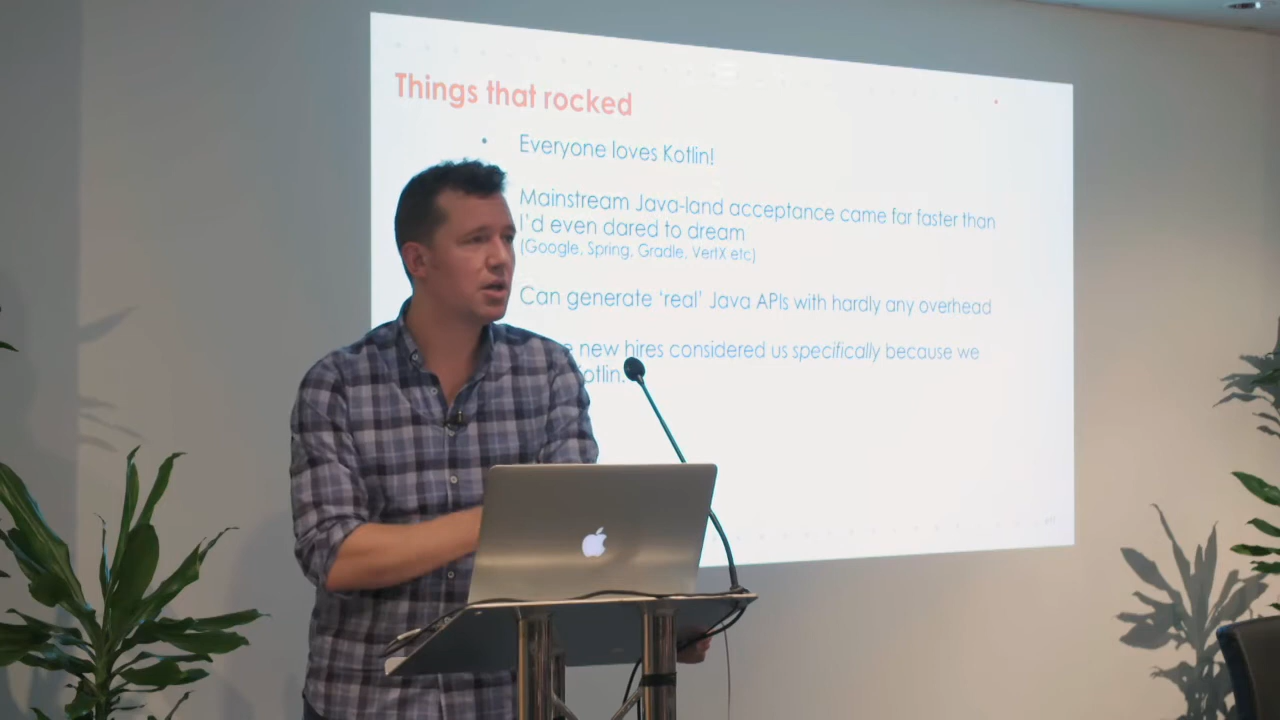 Things that rocked
Everyone loves Kotlin!
Mainstream Java-land acceptance came far faster than
I'd even dared to dream
(Google, Spring, Gradle, VertX etc)
Can generate 'real' Java APIs with hardly any overhead
new hires considered us specifically because we